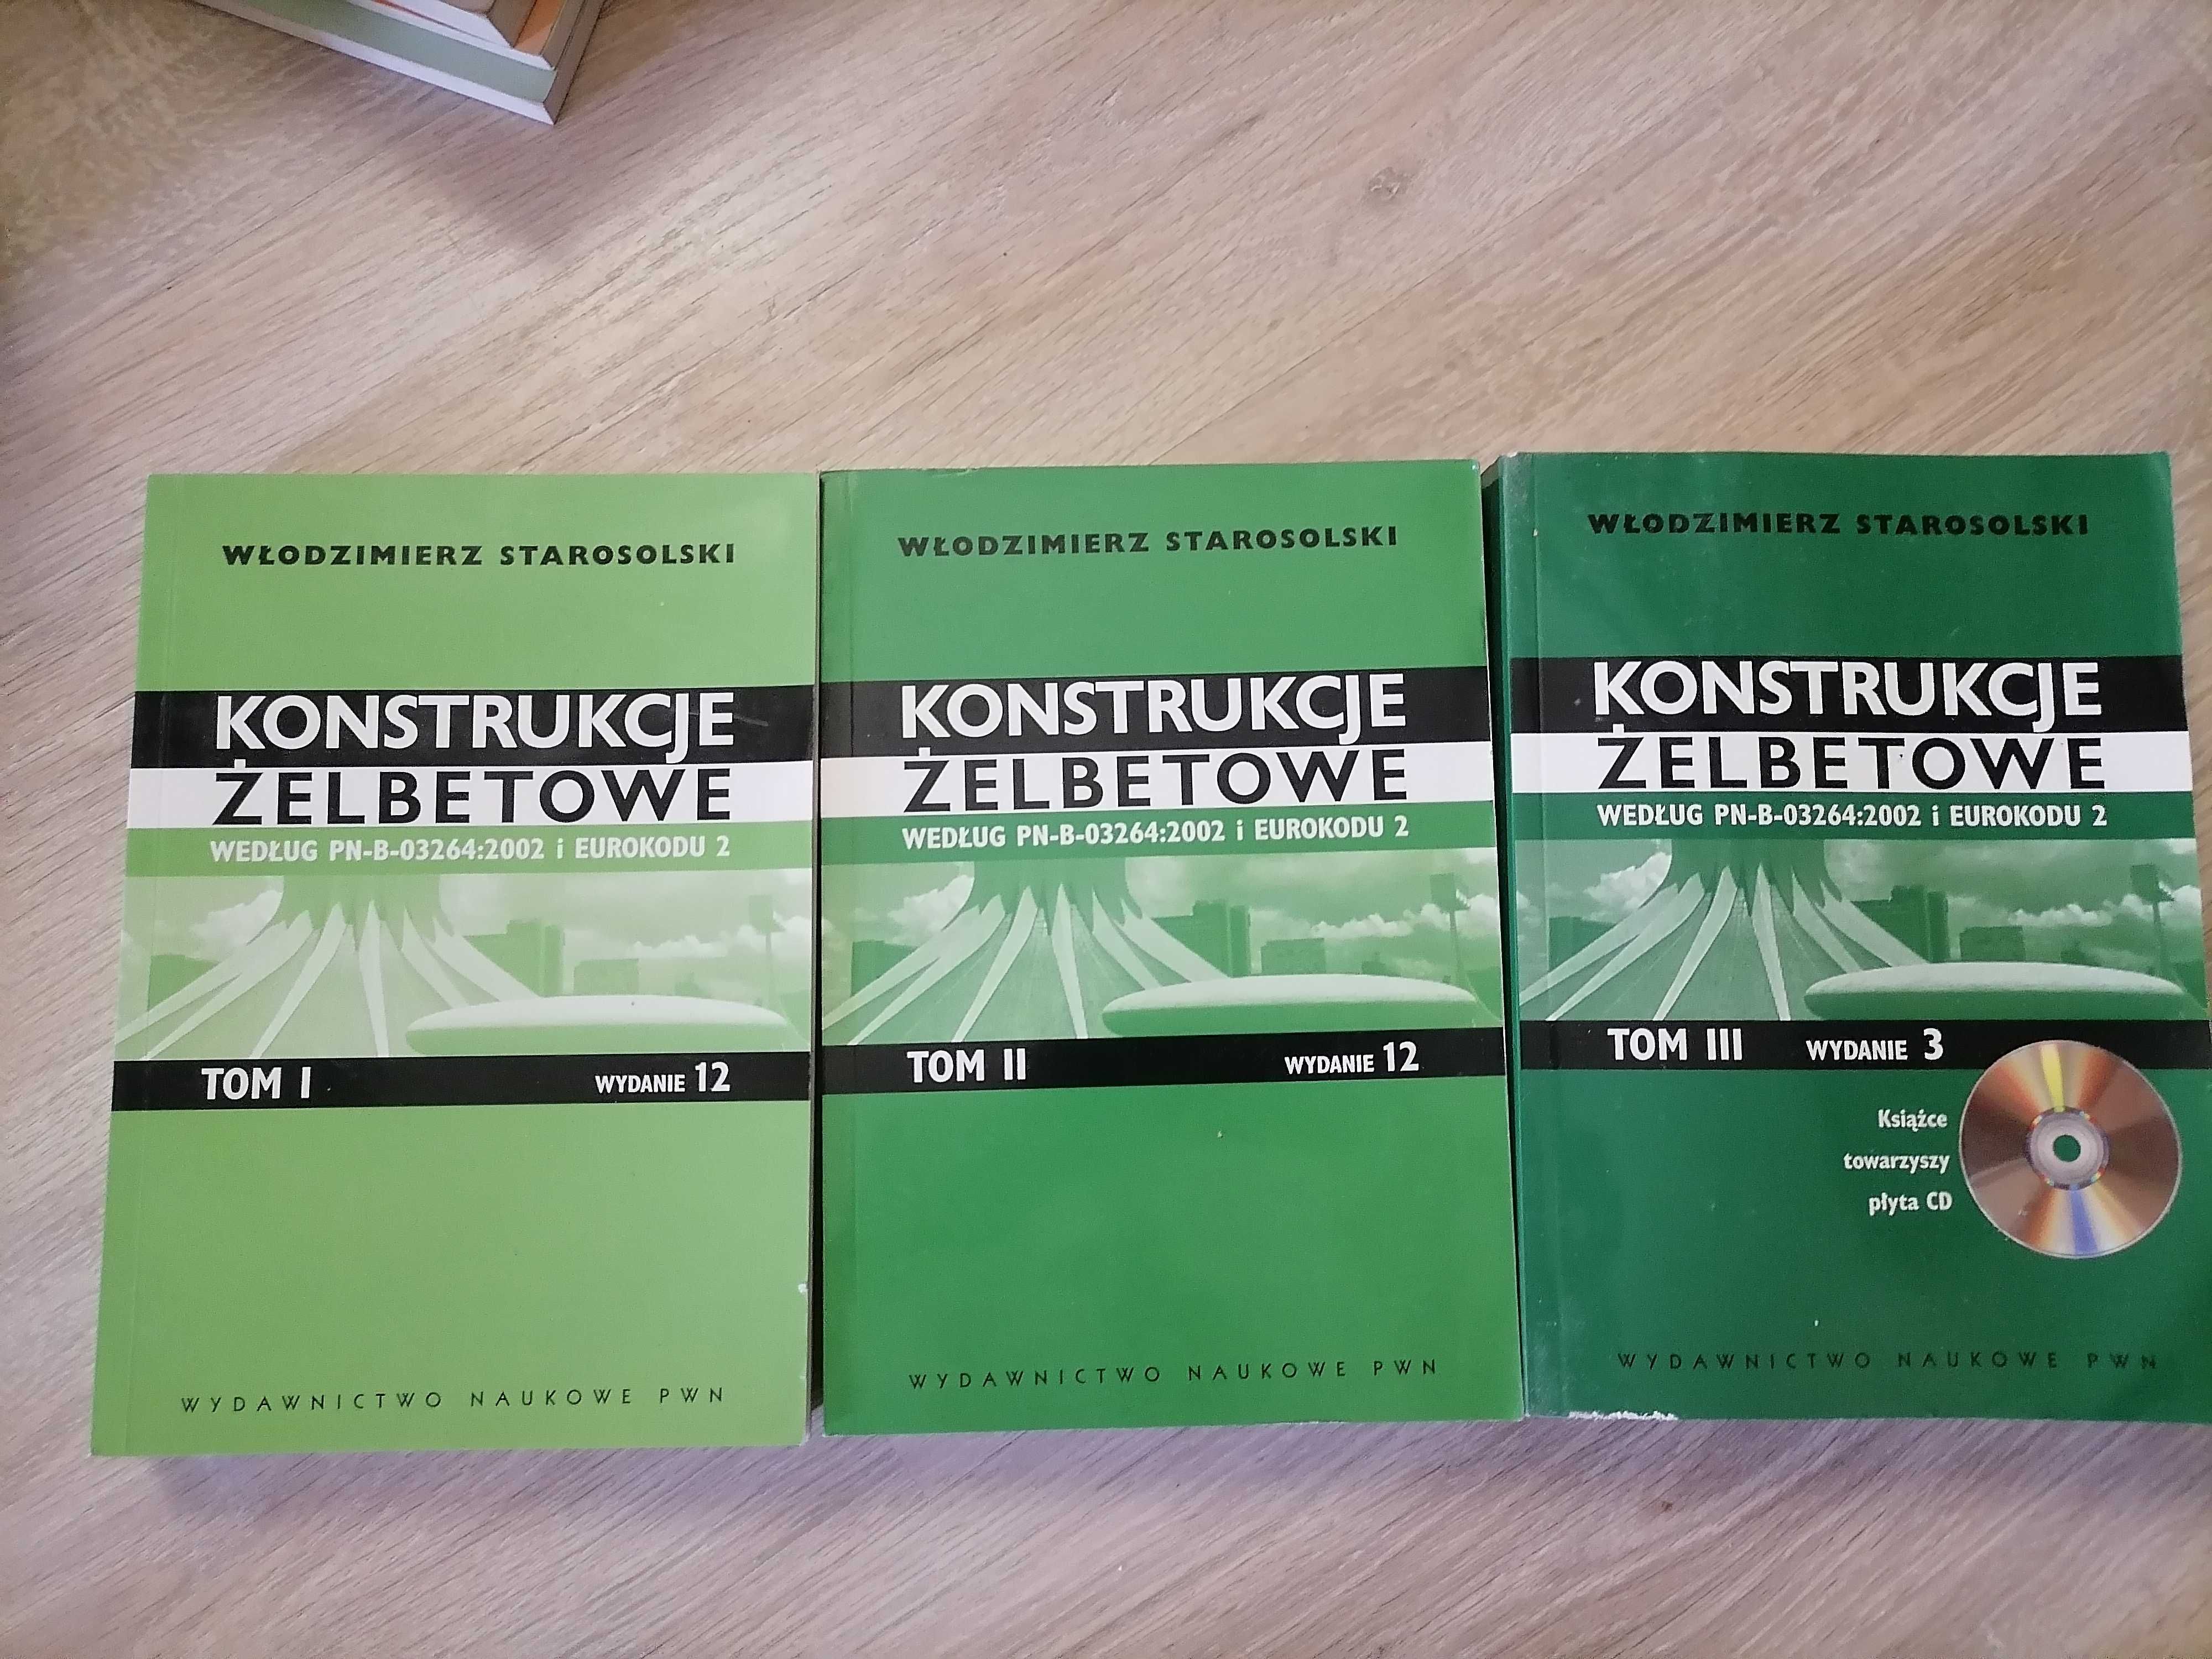 WŁODZIMIERZ STAROSOLSKI
KONSTRUKCJE
ŻELBETOWE
WEDŁUG PN-B-03264:2002 i EUROKODU 2
TOM I
WYDANIE 12
WYDAWNICTWO NAUKOWE PWN
WŁODZIMIERZ STAROSOLSKI
KONSTRUKCJE
ŻELBETOWE
WEDŁUG PN-B-03264:2002 i EUROKODU 2
TOM II
WYDANIE 12
WYDAWNICTWO NAUKOWE PWN
WŁODZIMIERZ STAROSOLSKI
KONSTRUKCJE
ŻELBETOWE
WEDŁUG PN-B-03264:2002 i EUROKODU 2
TOM III
WYDANIE 3
Książce
towarzyszy
płyta CD
WYDAWNICTWO NAUKOWE PWN